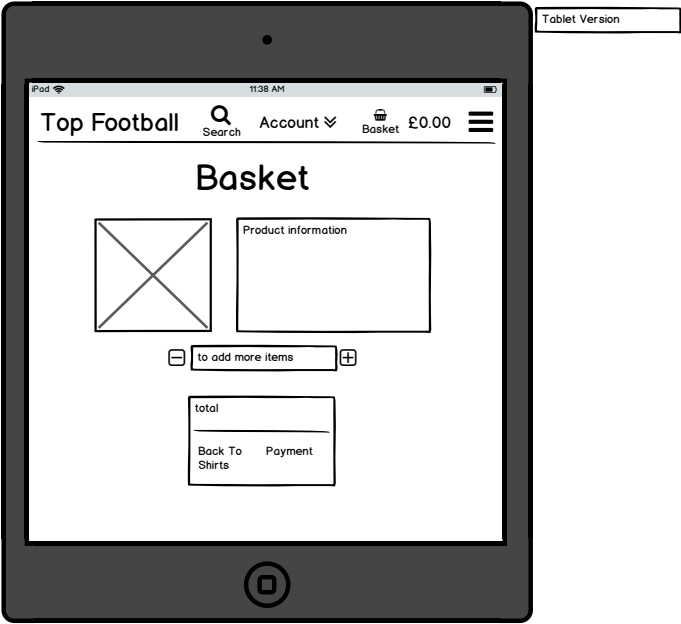 Tablet Version
iPad
11:38 AM
Top Football
Search
Account
Basket
£0.00
Basket
Product information
to add more items
total
Back To
Shirts
Payment